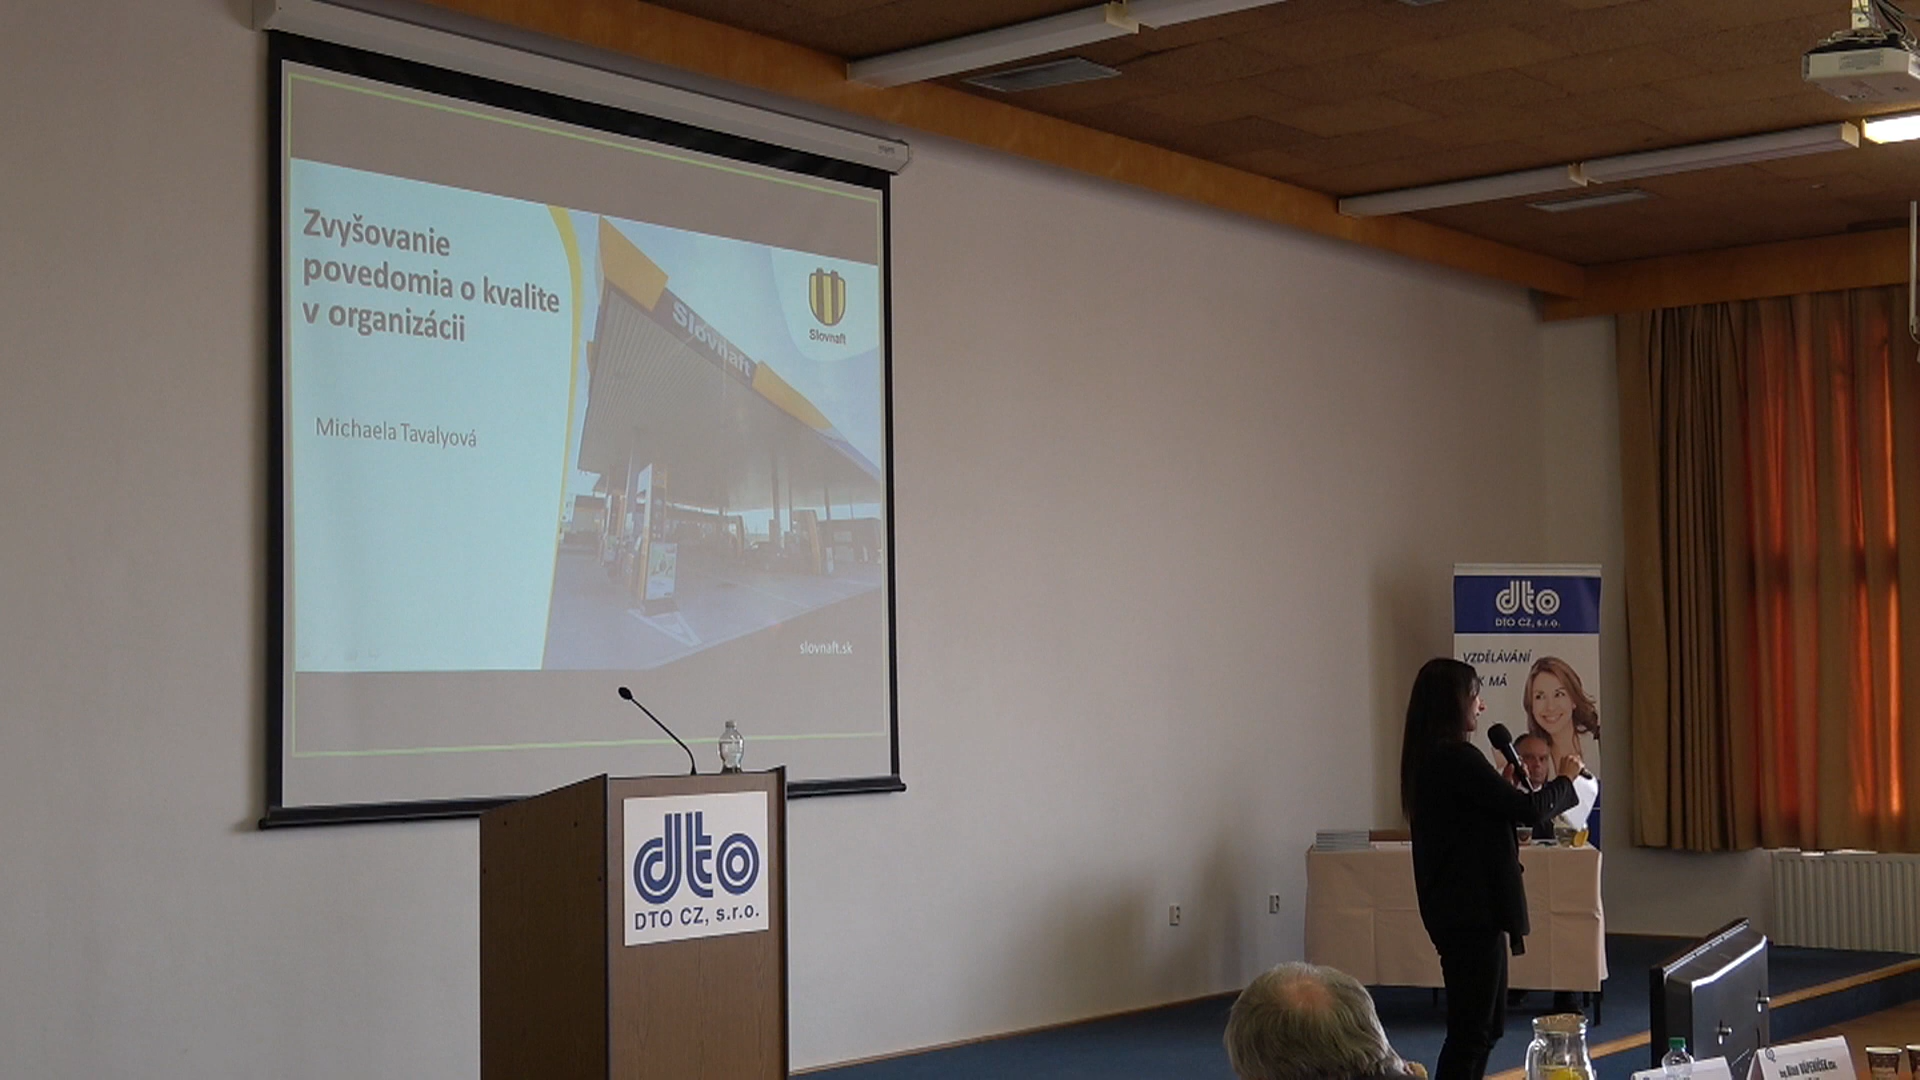 Zvyšovanie
povedomia o kvalite
v organizácii
Michaela Tavalyová
Slovnaft
Slovnaft
slovnaft.sk
dto
DTO CZ, s.r.o.
dto
DTO CZ, s.r.o.
VZDĚLÁVÁNÍ
MÁ